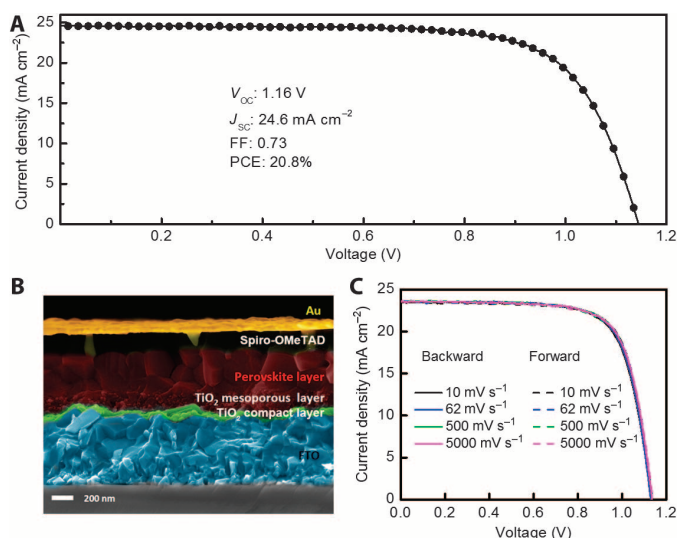 A
Current density (mA cm⁻²)
25
20
15
10
5
0
V_OC: 1.16 V
J_SC: 24.6 mA cm⁻²
FF: 0.73
PCE: 20.8%
0.2 0.4 0.6 0.8 1.0 1.2
Voltage (V)
B
Au
Spiro-OMeTAD
Perovskite layer
TiO₂ mesoporous layer
TiO₂ compact layer
FTO
200 nm
C
Current density (mA cm⁻²)
25
20
15
10
5
0
Backward Forward
10 mV s⁻¹ 10 mV s⁻¹
62 mV s⁻¹ 62 mV s⁻¹
500 mV s⁻¹ 500 mV s⁻¹
5000 mV s⁻¹ 5000 mV s⁻¹
0.0 0.2 0.4 0.6 0.8 1.0 1.2
Voltage (V)